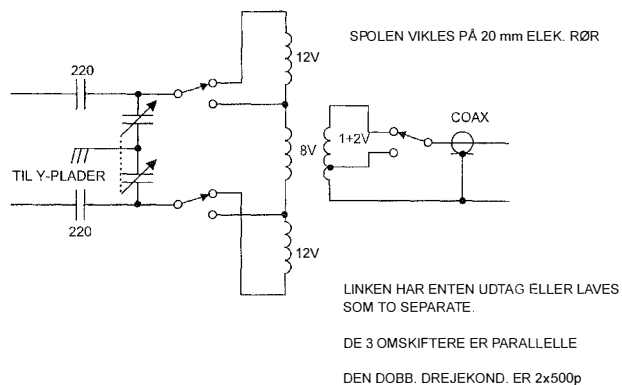 SPOLEN VIKLES PÅ 20 mm ELEK. RØR
12V
220
COAX
1+2V
8V
TIL Y-PLADER
220
12V
LINKEN HAR ENTEN UDTAG ELLER LAVES
SOM TO SEPARATE.
DE 3 OMSKIFTERE ER PARALLELLE
DEN DOBB. DREJEKOND. ER 2x500p